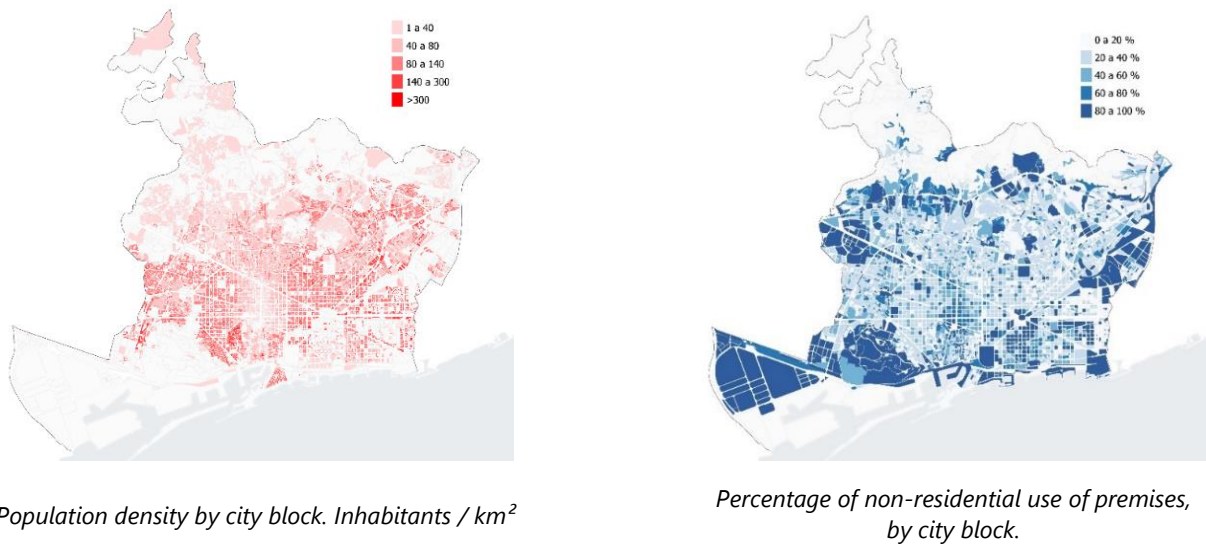 1 a 40
40 a 80
80 a 140
140 a 300
>300
0 a 20 %
20 a 40 %
40 a 60 %
60 a 80 %
80 a 100 %
Population density by city block. Inhabitants / km²
Percentage of non-residential use of premises,
by city block.